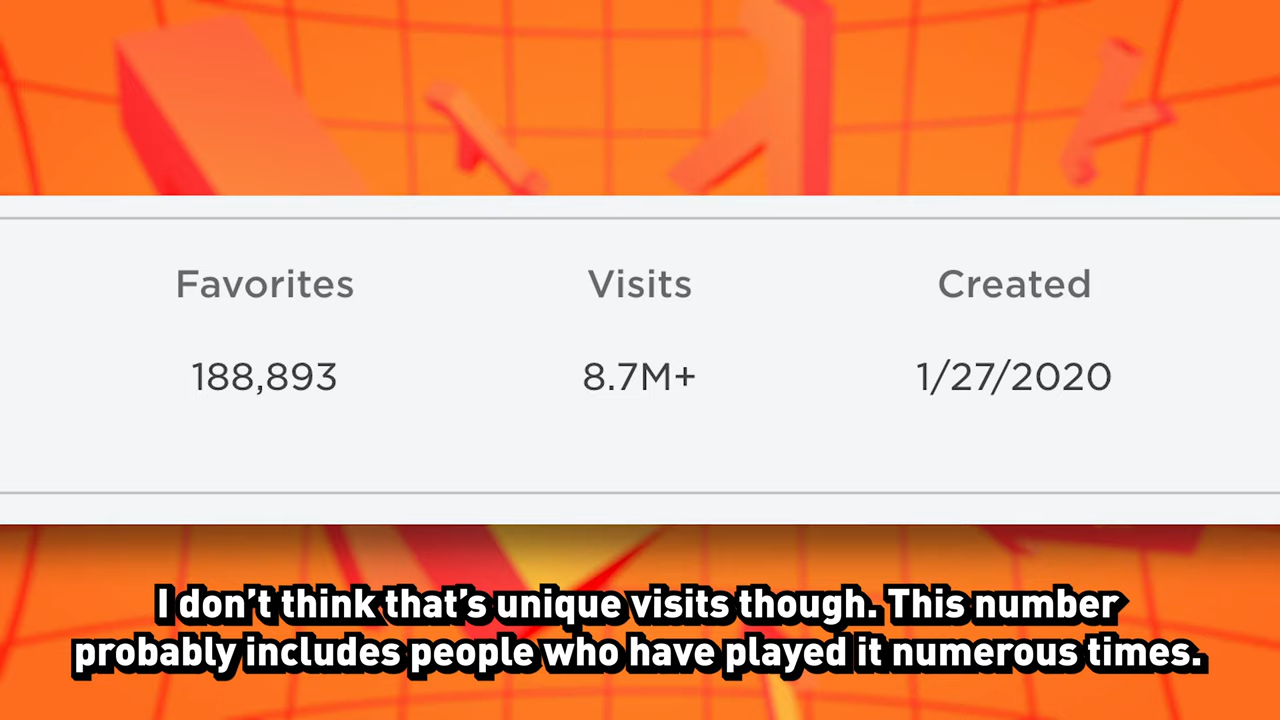 Favorites Visits Created
188,893 8.7M+ 1/27/2020
I don't think that's unique visits though. This number
probably includes people who have played it numerous times.